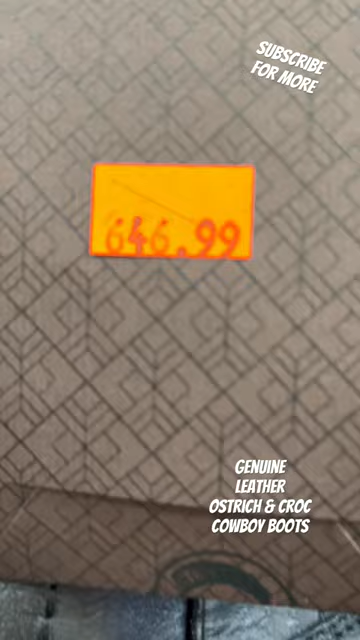 SUBSCRIBE
FOR MORE
646.99
GENUINE
LEATHER
OSTRICH & CROC
COWBOY BOOTS